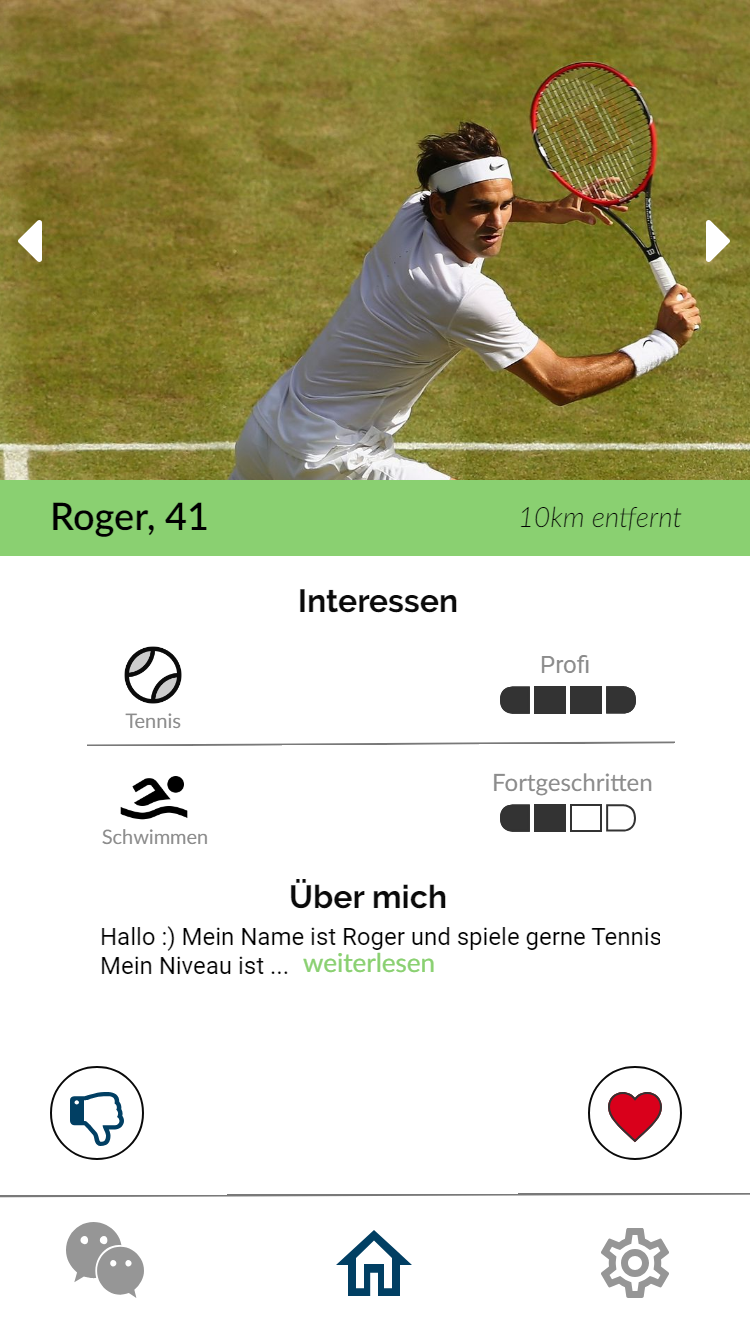 Roger, 41
10km entfernt
Interessen
Tennis
Profi
Schwimmen
Fortgeschritten
Über mich
Hallo :) Mein Name ist Roger und spiele gerne Tennis
Mein Niveau ist ... weiterlesen